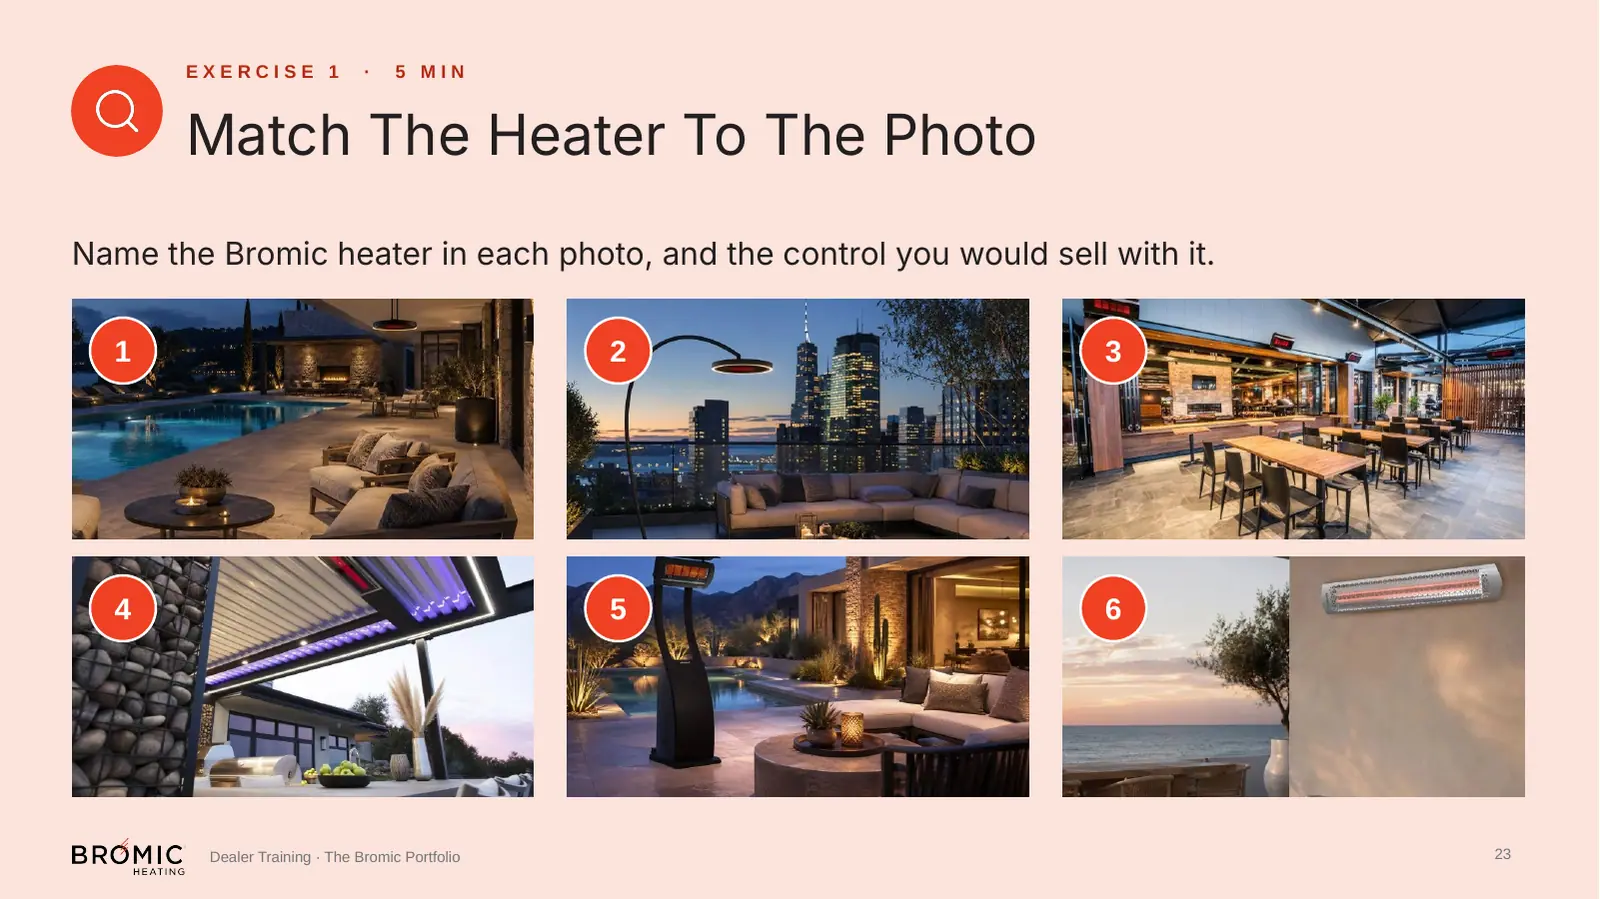 EXERCISE 1 · 5 MIN
Match The Heater To The Photo
Name the Bromic heater in each photo, and the control you would sell with it.
1
2
3
4
5
6
BROMIC
HEATING
Dealer Training · The Bromic Portfolio
23